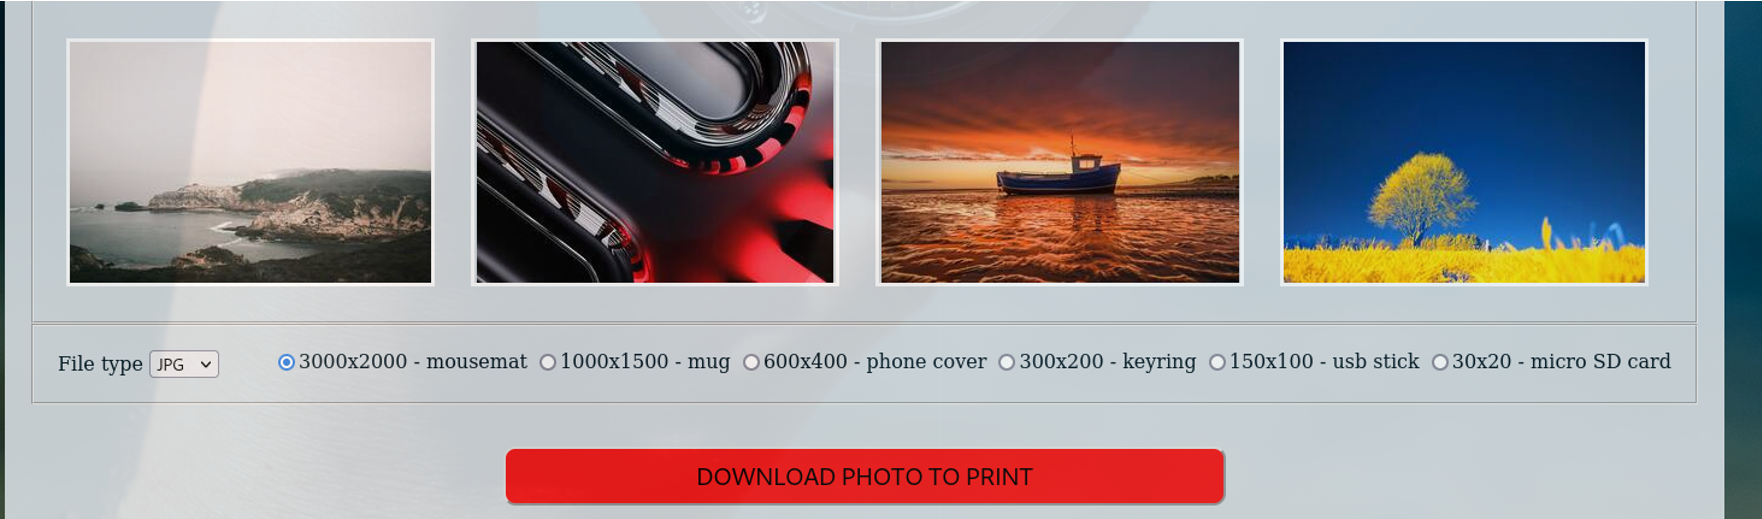 File type JPG 3000x2000 - mousemat 1000x1500 - mug 600x400 - phone cover 300x200 - keyring 150x100 - usb stick 30x20 - micro SD card
DOWNLOAD PHOTO TO PRINT